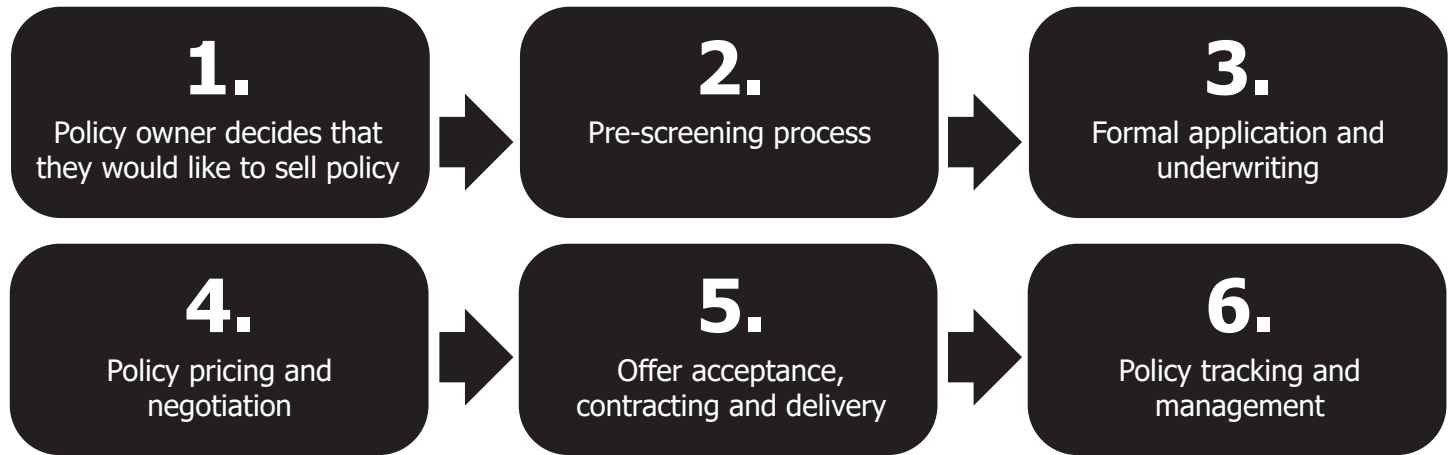 1.
Policy owner decides that
they would like to sell policy
2.
Pre-screening process
3.
Formal application and
underwriting
4.
Policy pricing and
negotiation
5.
Offer acceptance,
contracting and delivery
6.
Policy tracking and
management